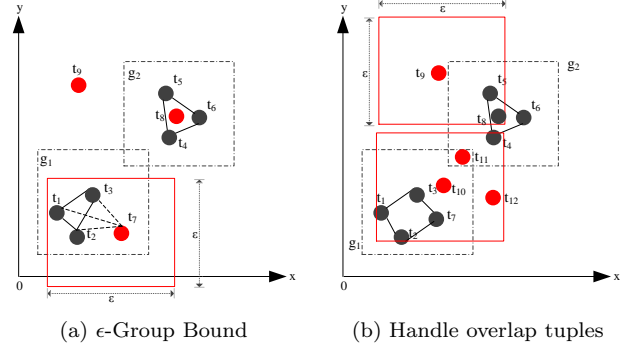 y
t9
g2
t5
t6
t8
t4
g1
t1
t3
t7
t2
ε
ε
0
x
(a) ϵ-Group Bound
y
ε
ε
t9
g2
t5
t6
t8
t4
t11
t1
t3
t10
t12
t7
t2
g1
0
x
(b) Handle overlap tuples